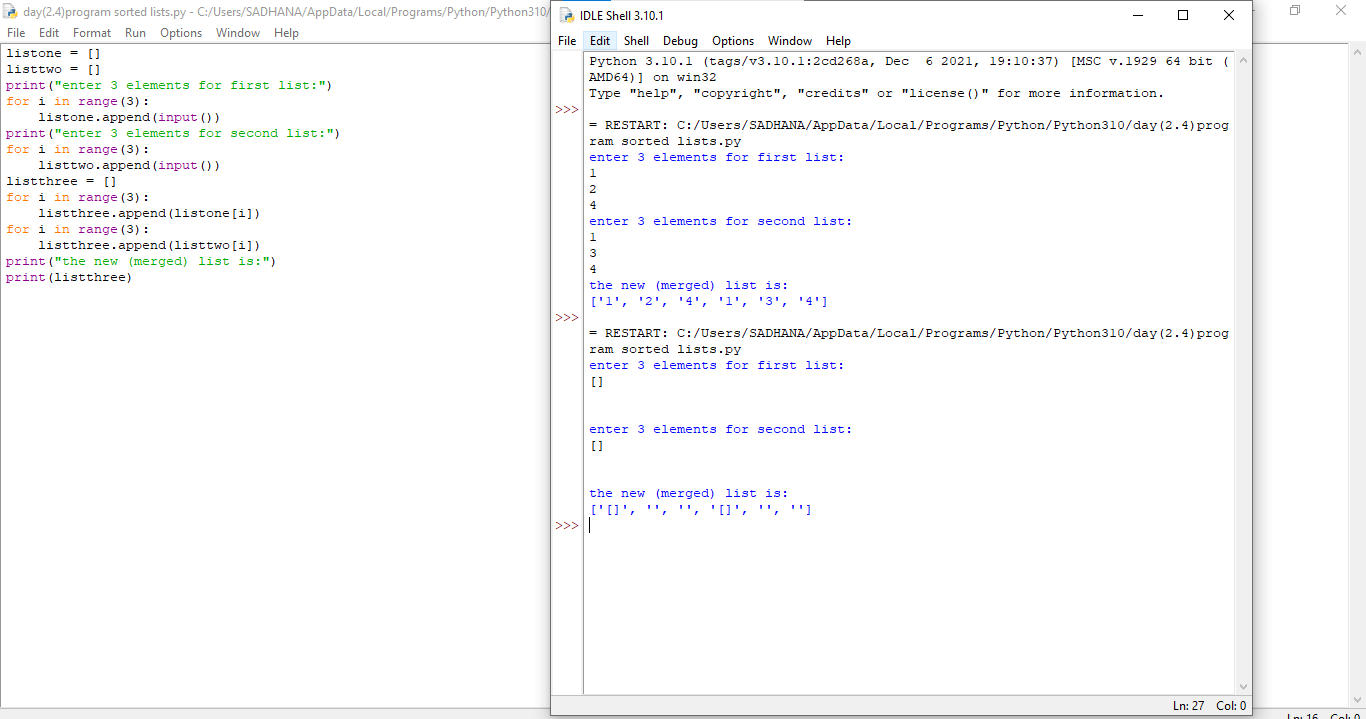 day(2.4)program sorted lists.py - C:/Users/SADHANA/AppData/Local/Programs/Python/Python310/
File Edit Format Run Options Window Help
listone = []
listtwo = []
print("enter 3 elements for first list:")
for i in range(3):
    listone.append(input())
print("enter 3 elements for second list:")
for i in range(3):
    listtwo.append(input())
listthree = []
for i in range(3):
    listthree.append(listone[i])
for i in range(3):
    listthree.append(listtwo[i])
print("the new (merged) list is:")
print(listthree)
IDLE Shell 3.10.1
File Edit Shell Debug Options Window Help
Python 3.10.1 (tags/v3.10.1:2cd268a, Dec  6 2021, 19:10:37) [MSC v.1929 64 bit (
AMD64)] on win32
Type "help", "copyright", "credits" or "license()" for more information.
>>>
= RESTART: C:/Users/SADHANA/AppData/Local/Programs/Python/Python310/day(2.4)prog
ram sorted lists.py
enter 3 elements for first list:
1
2
4
enter 3 elements for second list:
1
3
4
the new (merged) list is:
['1', '2', '4', '1', '3', '4']
>>>
= RESTART: C:/Users/SADHANA/AppData/Local/Programs/Python/Python310/day(2.4)prog
ram sorted lists.py
enter 3 elements for first list:
[]
enter 3 elements for second list:
[]
the new (merged) list is:
['[]', '', '', '[]', '', '']
>>>
Ln: 27 Col: 0
Ln: 16 Col: 0